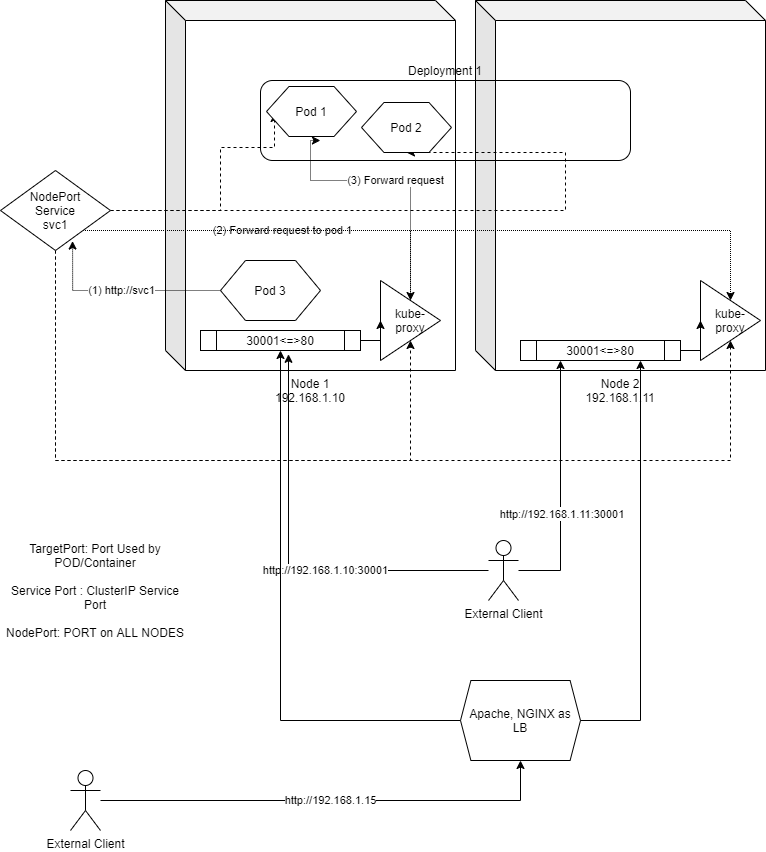 Deployment 1
Pod 1
Pod 2
(3) Forward request
NodePort
Service
svc1
(2) Forward request to pod 1
(1) http://svc1
Pod 3
kube-
proxy
30001<=>80
kube-
proxy
30001<=>80
Node 1
192.168.1.10
Node 2
192.168.1.11
http://192.168.1.11:30001
TargetPort: Port Used by
POD/Container
http://192.168.1.10:30001
Service Port : ClusterIP Service
Port
External Client
NodePort: PORT on ALL NODES
Apache, NGINX as
LB
http://192.168.1.15
External Client